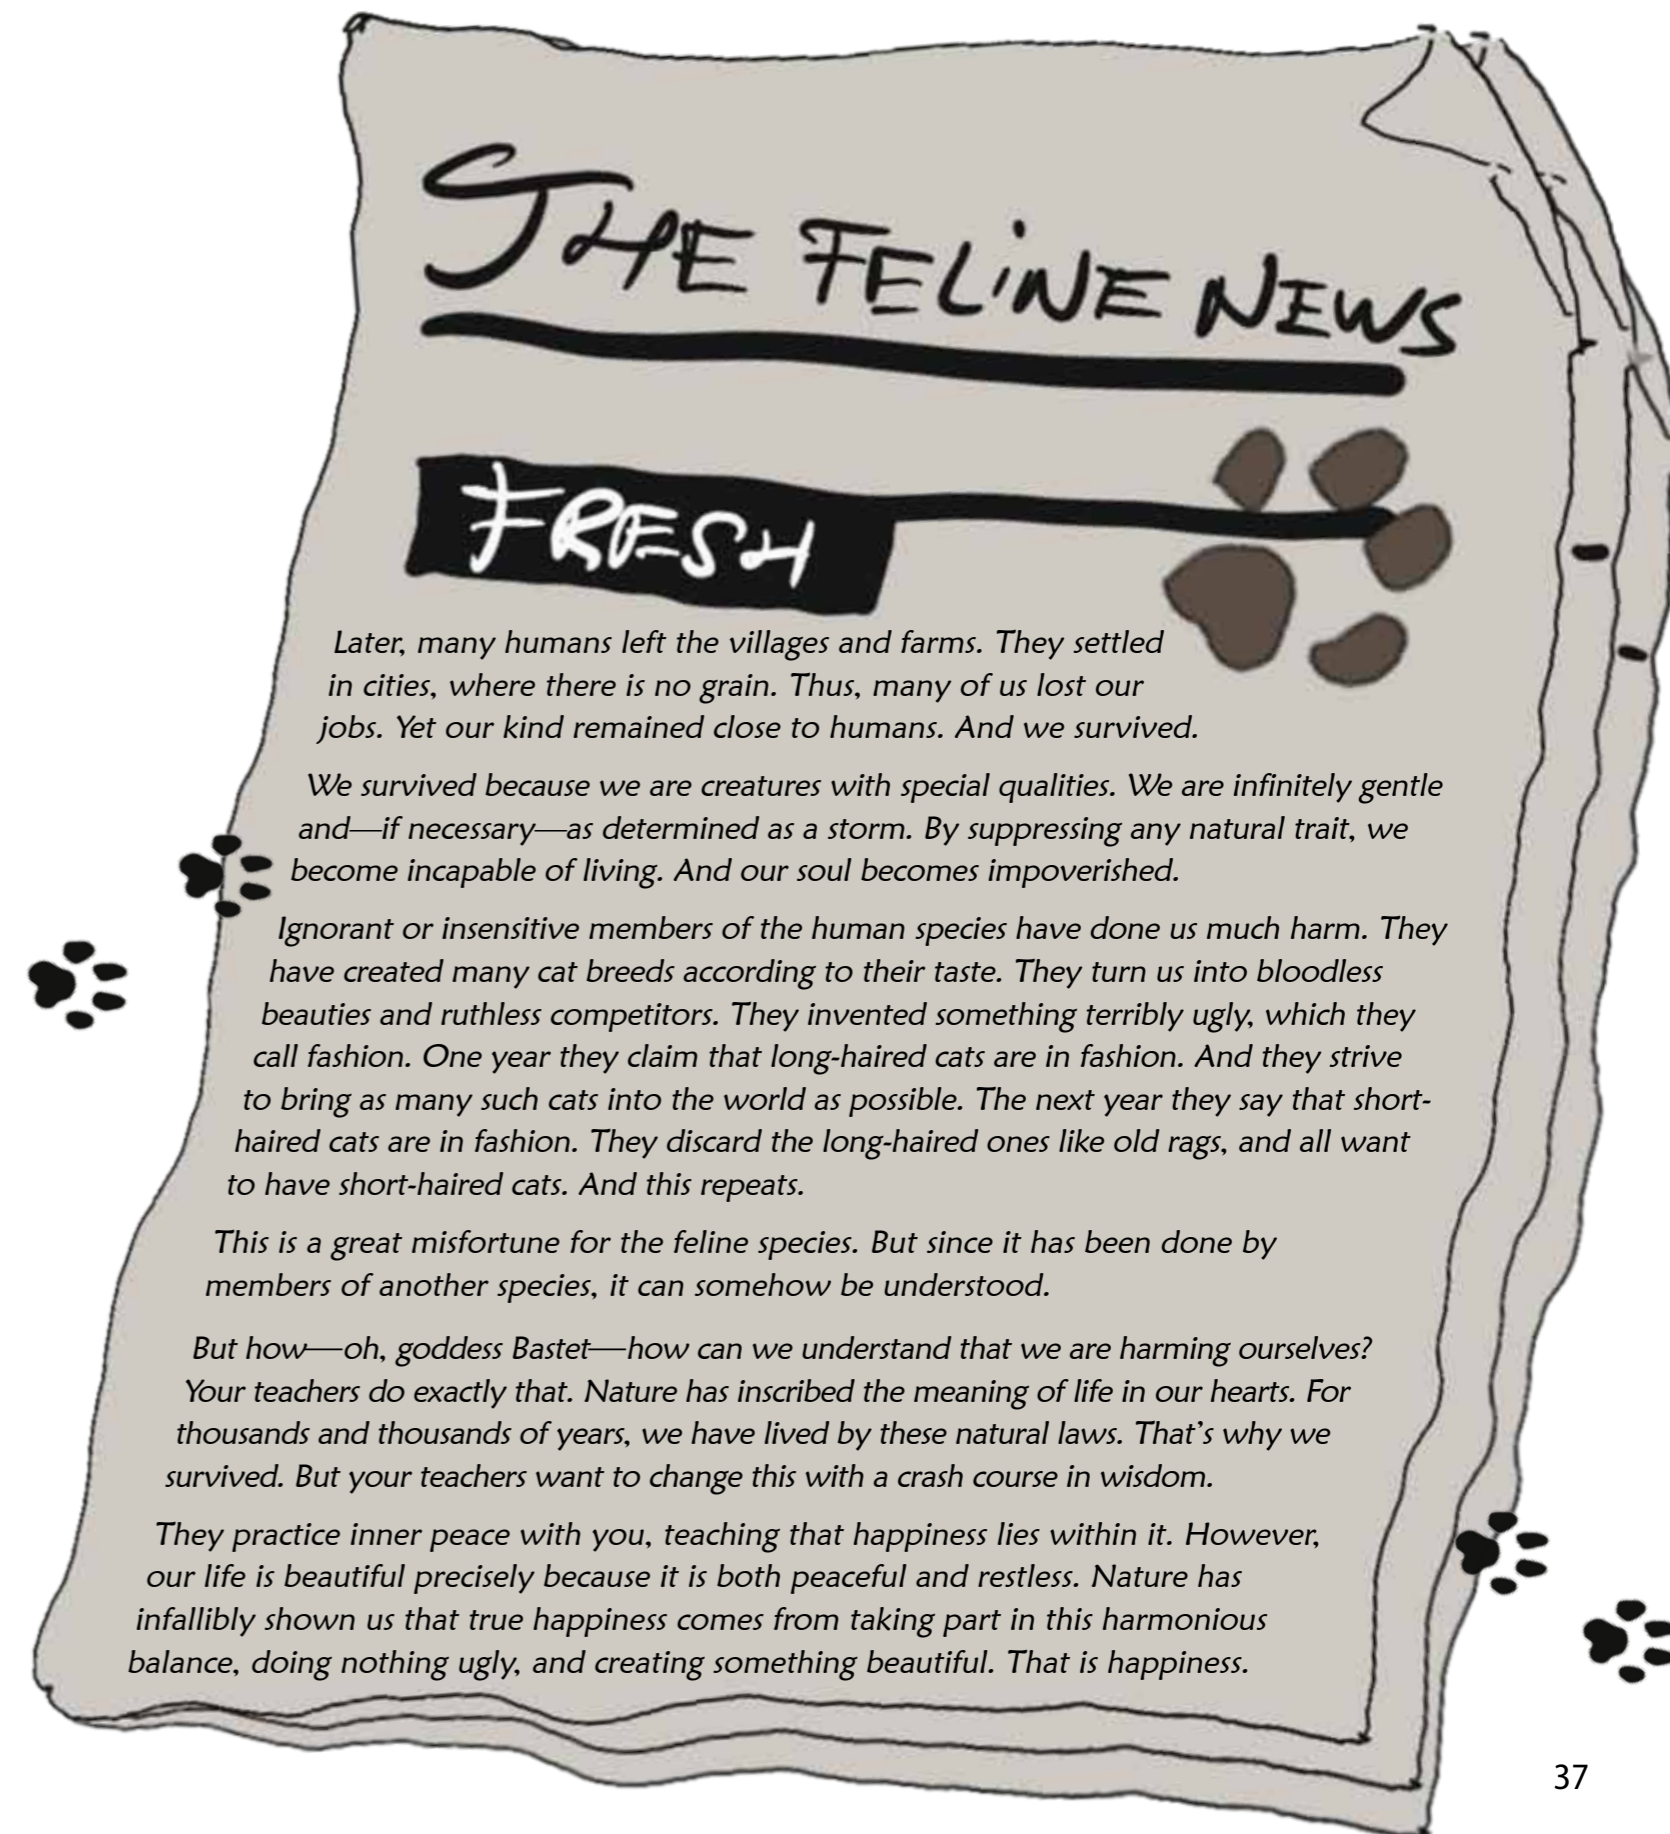 THE FELiNE NEWS
FRESH
Later, many humans left the villages and farms. They settled
in cities, where there is no grain. Thus, many of us lost our
jobs. Yet our kind remained close to humans. And we survived.
We survived because we are creatures with special qualities. We are infinitely gentle
and—if necessary—as determined as a storm. By suppressing any natural trait, we
become incapable of living. And our soul becomes impoverished.
Ignorant or insensitive members of the human species have done us much harm. They
have created many cat breeds according to their taste. They turn us into bloodless
beauties and ruthless competitors. They invented something terribly ugly, which they
call fashion. One year they claim that long-haired cats are in fashion. And they strive
to bring as many such cats into the world as possible. The next year they say that short-
haired cats are in fashion. They discard the long-haired ones like old rags, and all want
to have short-haired cats. And this repeats.
This is a great misfortune for the feline species. But since it has been done by
members of another species, it can somehow be understood.
But how—oh, goddess Bastet—how can we understand that we are harming ourselves?
Your teachers do exactly that. Nature has inscribed the meaning of life in our hearts. For
thousands and thousands of years, we have lived by these natural laws. That's why we
survived. But your teachers want to change this with a crash course in wisdom.
They practice inner peace with you, teaching that happiness lies within it. However,
our life is beautiful precisely because it is both peaceful and restless. Nature has
infallibly shown us that true happiness comes from taking part in this harmonious
balance, doing nothing ugly, and creating something beautiful. That is happiness.
37